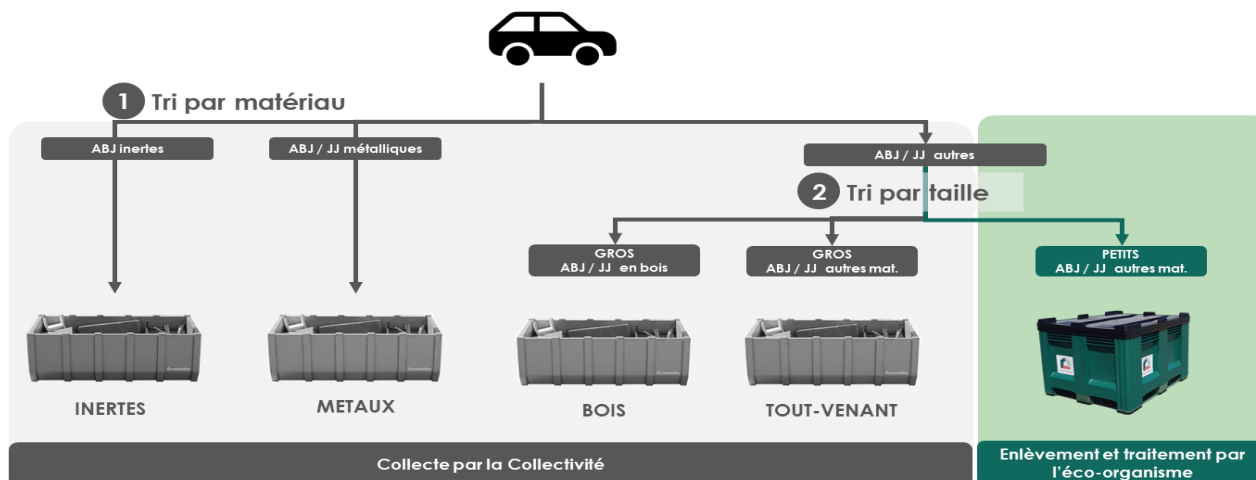 1 Tri par matériau
ABJ inertes
ABJ / JJ métalliques
ABJ / JJ autres
2 Tri par taille
GROS
ABJ / JJ en bois
GROS
ABJ / JJ autres mat.
PETITS
ABJ / JJ autres mat.
INERTES
METAUX
BOIS
TOUT-VENANT
Collecte par la Collectivité
Enlèvement et traitement par
l'éco-organisme